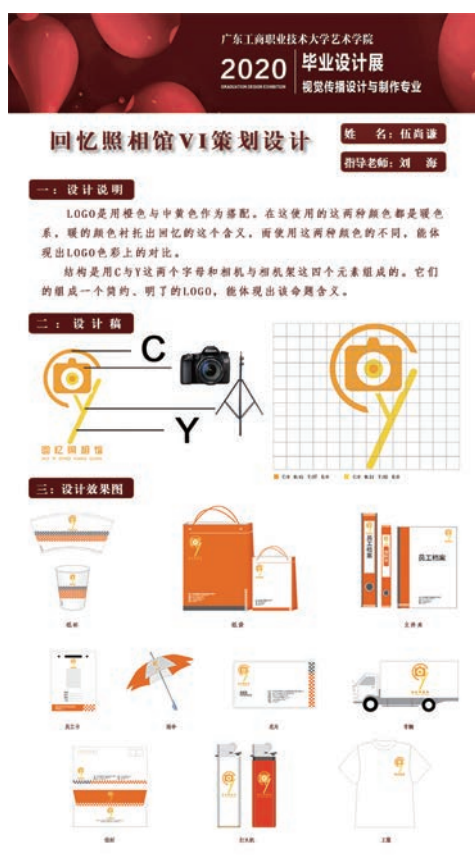 广东工商职业技术大学艺术学院
2020 毕业设计展
GRADUATION DESIGN EXHIBITION
视觉传播设计与制作专业
回忆照相馆VI策划设计
姓 名：伍尚谦
指导老师：刘 海
一：设计说明
LOGO是用橙色与中黄色作为搭配。在这使用的这两种颜色都是暖色
系，暖的颜色衬托出回忆的这个含义。而使用这两种颜色的不同，能体
现出LOGO色彩上的对比。
结构是用C与Y这两个字母和相机与相机架这四个元素组成的。它们
的组成一个简约、明了的LOGO，能体现出该命题含义。
二：设计稿
C
Y
回忆照相馆
三：设计效果图
员工档案
员工档案
纸杯
纸袋
文件夹
员工卡
雨伞
名片
车辆
信封
打火机
工服